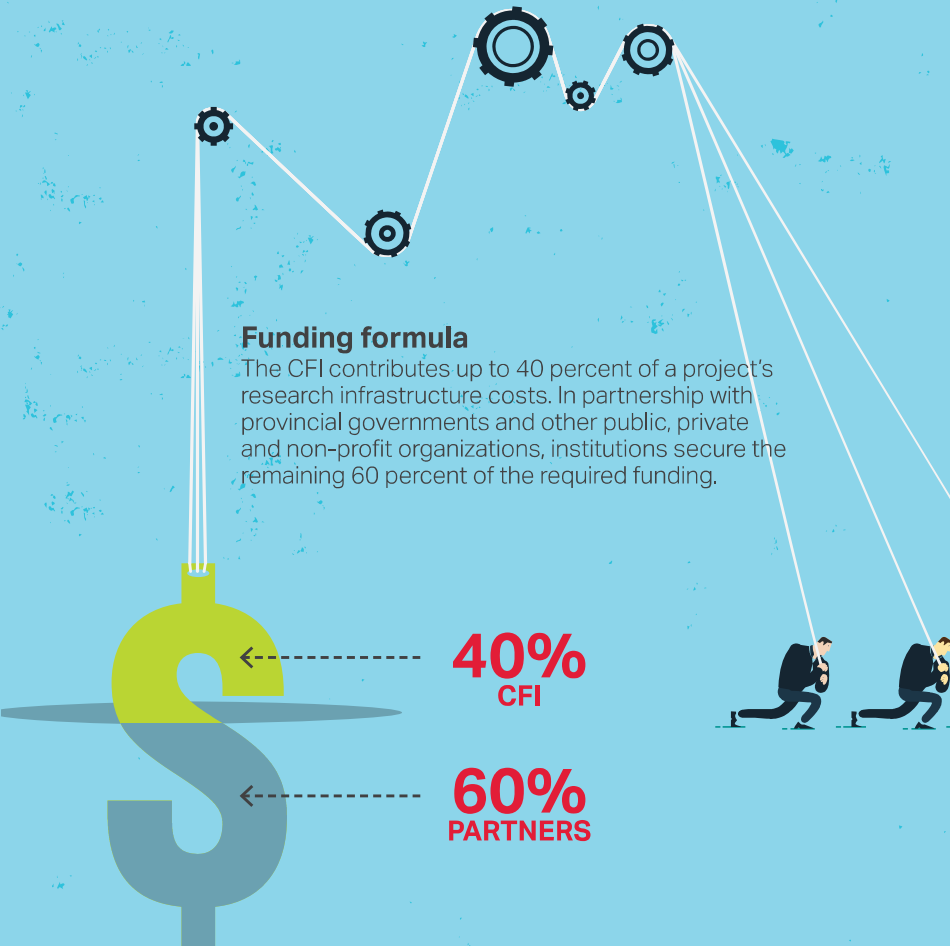 Funding formula
The CFI contributes up to 40 percent of a project's
research infrastructure costs. In partnership with
provincial governments and other public, private
and non-profit organizations, institutions secure the
remaining 60 percent of the required funding.
40%
CFI
60%
PARTNERS